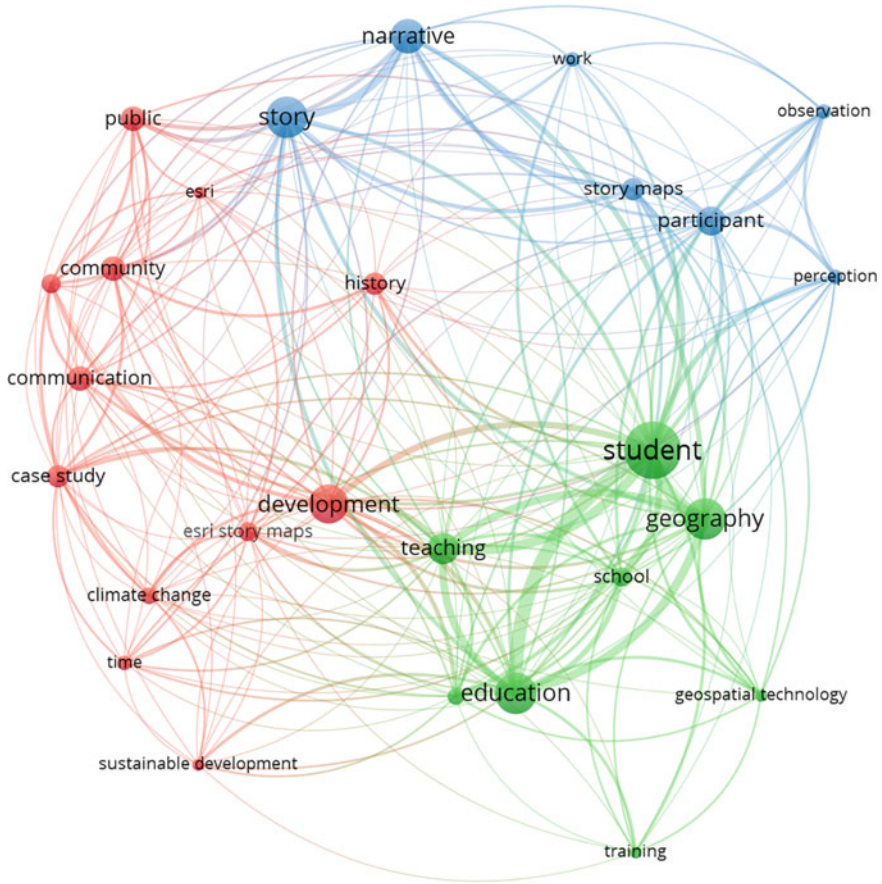 narrative
work
observation
story
public
esri
story maps
participant
community
history
perception
communication
student
case study
development
geography
esri story maps
teaching
school
climate change
time
education
geospatial technology
sustainable development
training